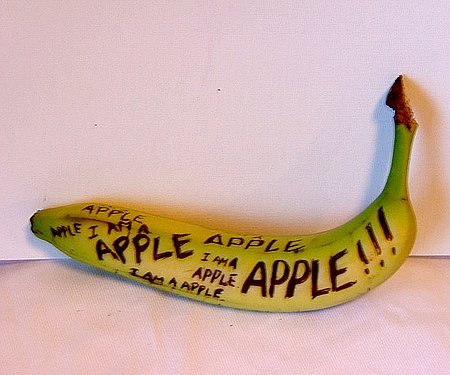 APPLE
APPLE I AM A
APPLE
APPLE
I AM A
APPLE
I AM A APPLE
APPLE!!!